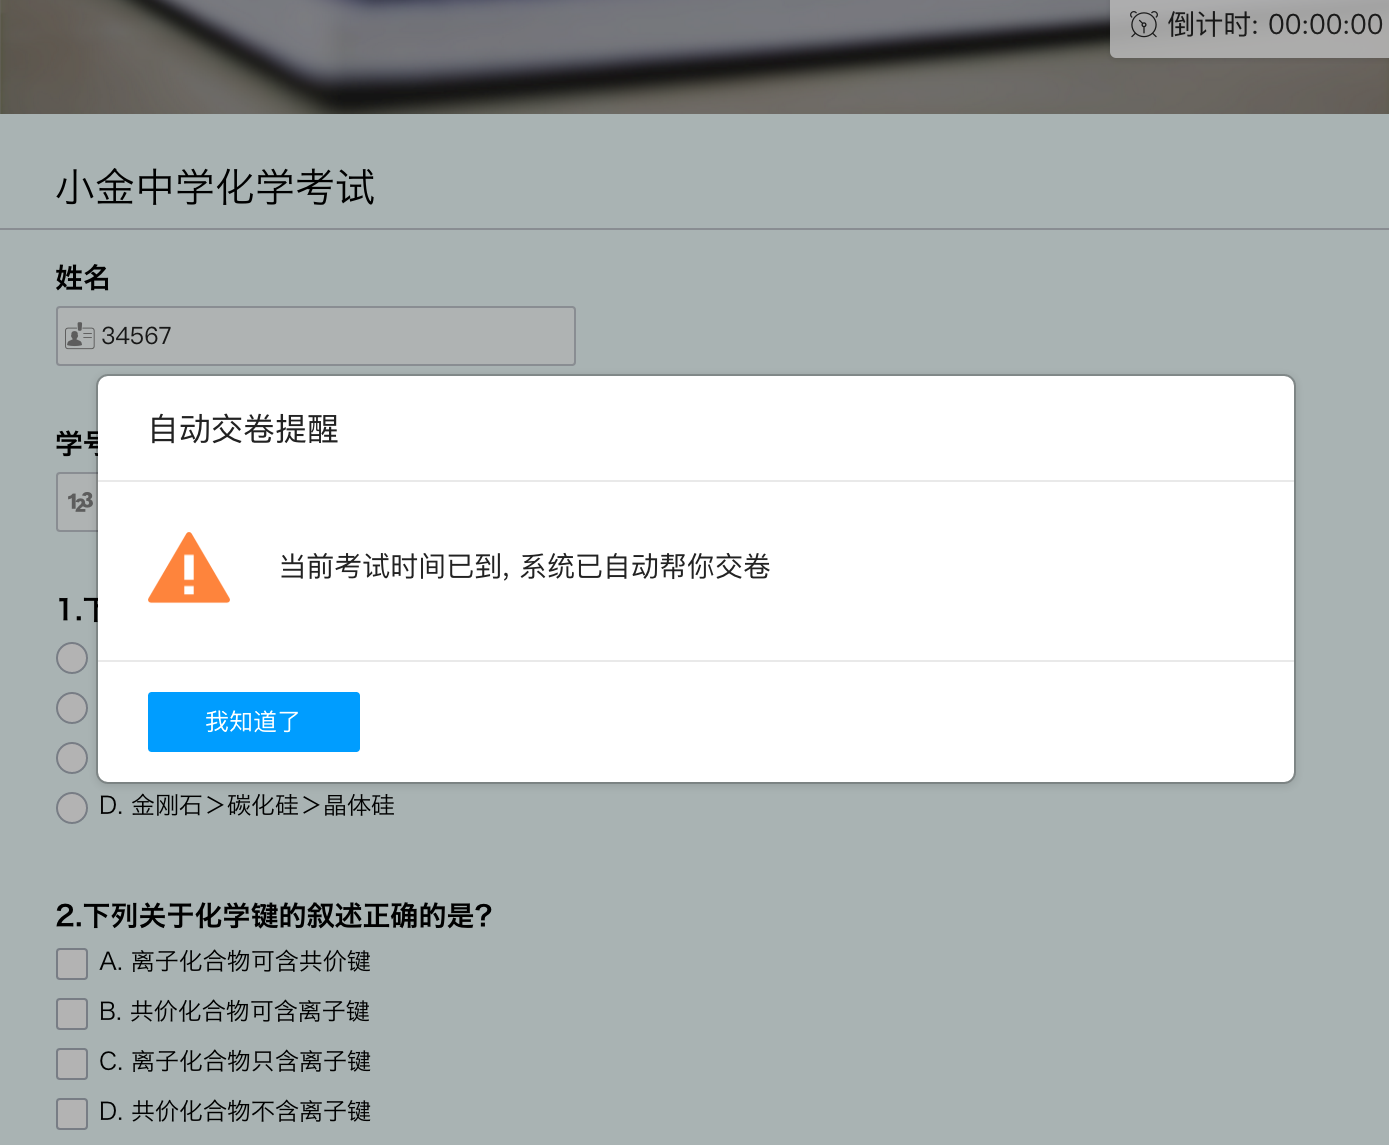 倒计时: 00:00:00
小金中学化学考试
姓名
34567
学号
123
自动交卷提醒
当前考试时间已到, 系统已自动帮你交卷
1.下
我知道了
D. 金刚石＞碳化硅＞晶体硅
2.下列关于化学键的叙述正确的是?
A. 离子化合物可含共价键
B. 共价化合物可含离子键
C. 离子化合物只含离子键
D. 共价化合物不含离子键